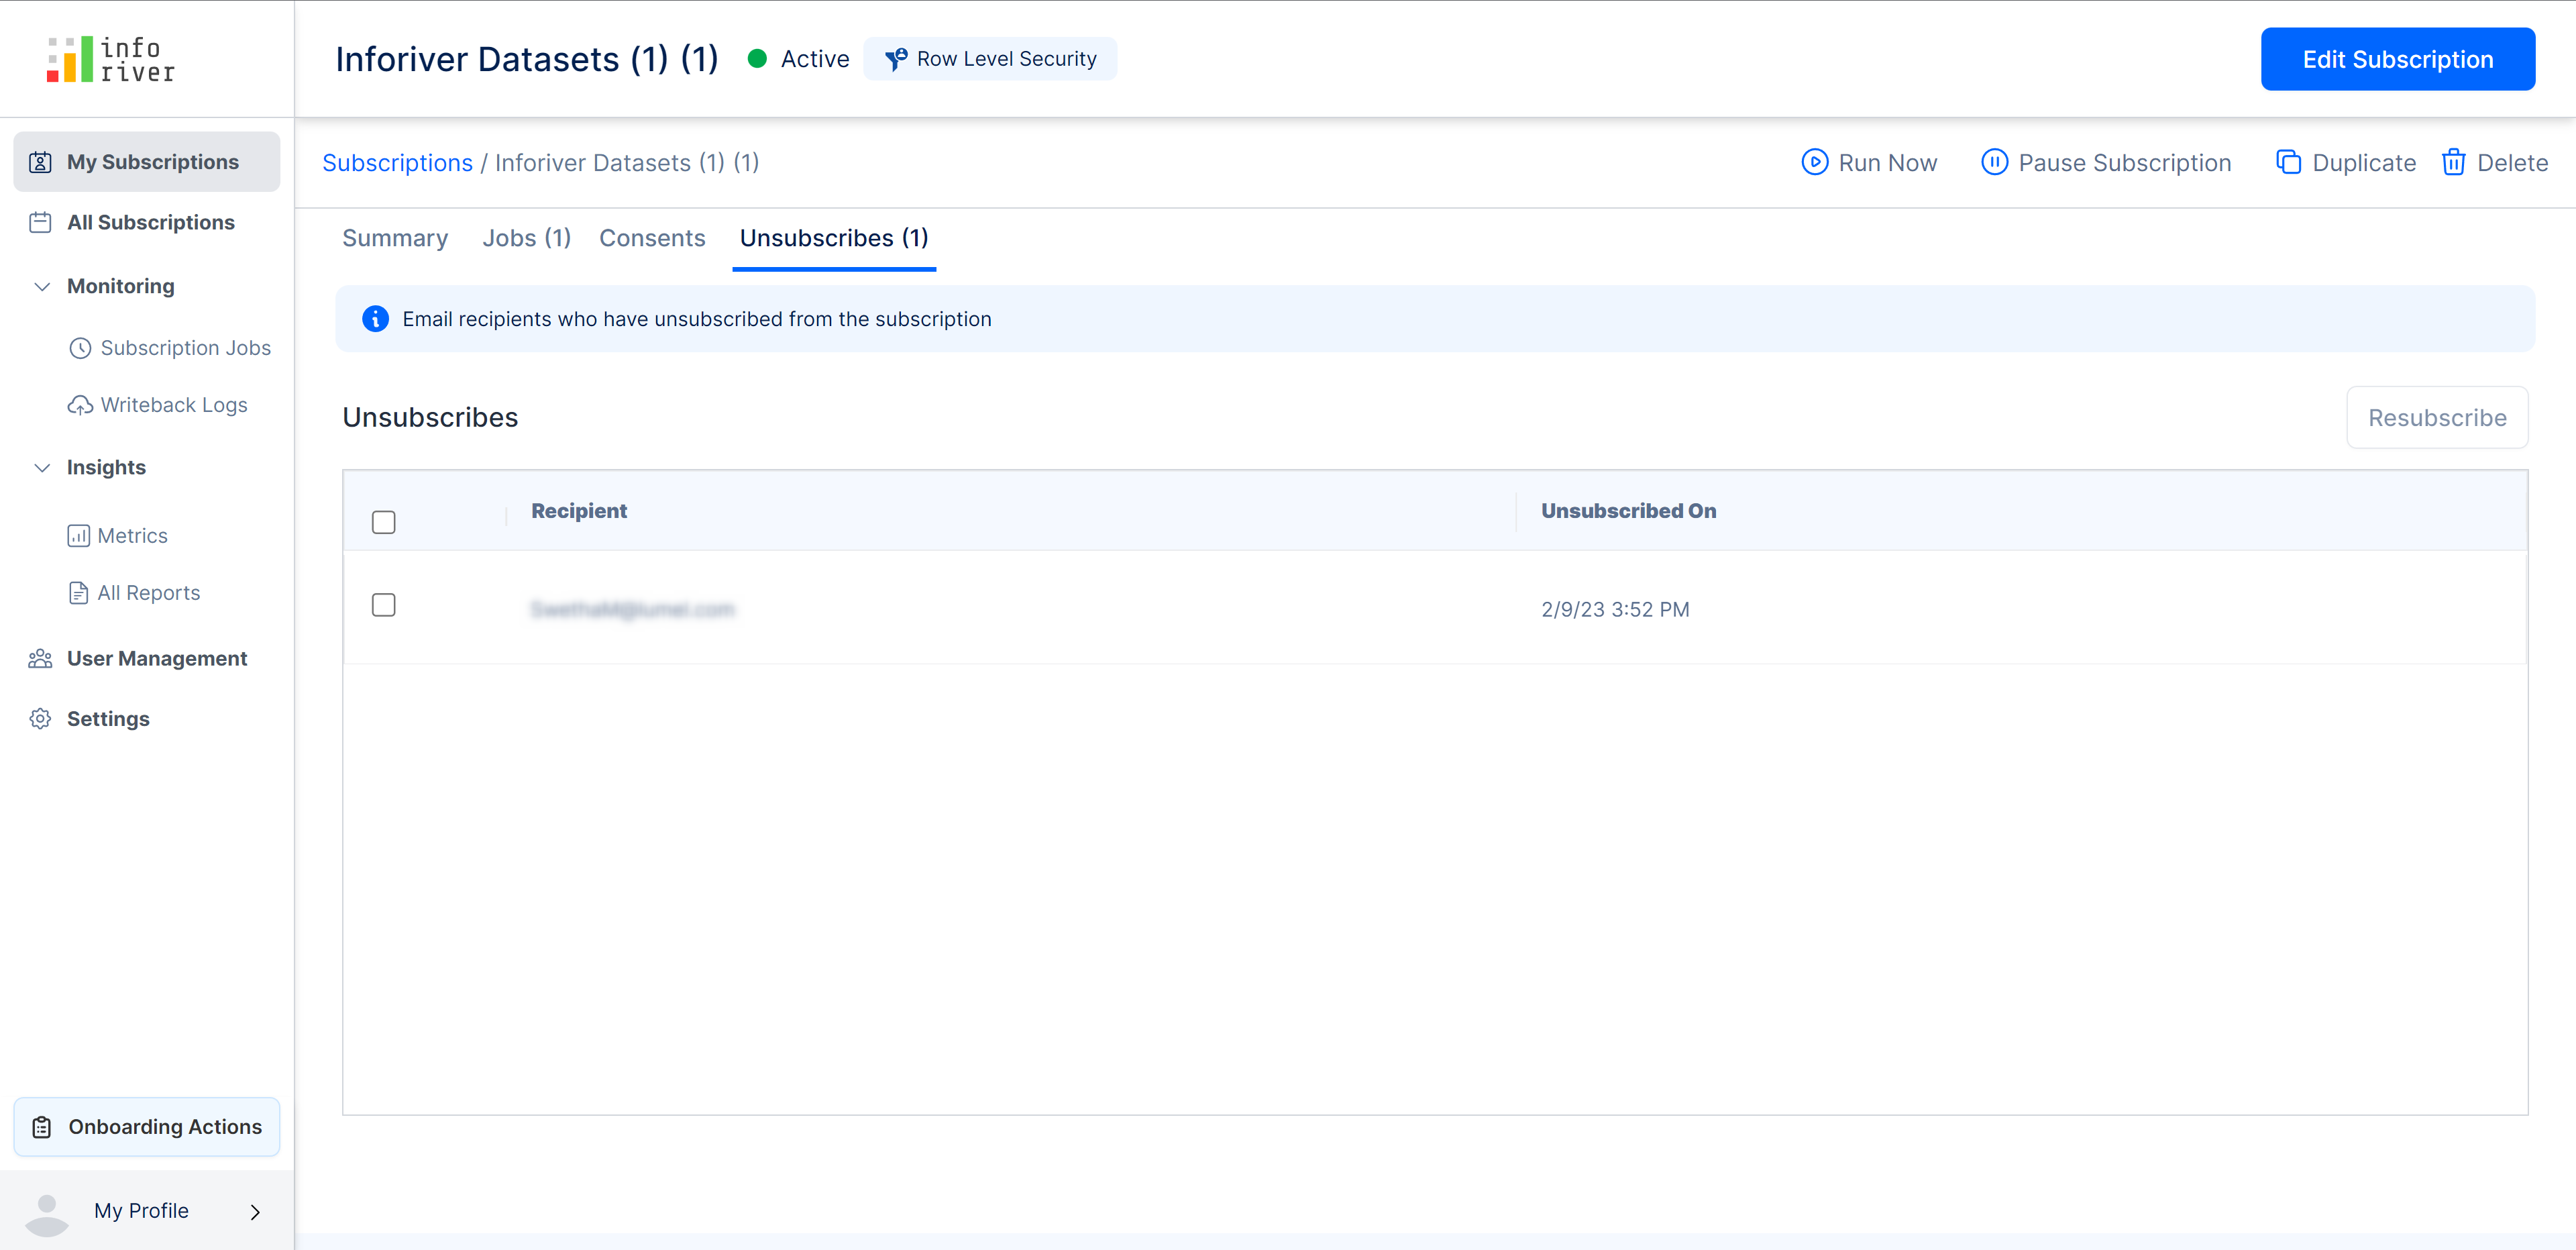 info
river
Inforiver Datasets (1) (1)
Active
Row Level Security
Edit Subscription
My Subscriptions
All Subscriptions
Monitoring
Subscription Jobs
Writeback Logs
Insights
Metrics
All Reports
User Management
Settings
Onboarding Actions
My Profile
Subscriptions / Inforiver Datasets (1) (1)
Run Now
Pause Subscription
Duplicate
Delete
Summary
Jobs (1)
Consents
Unsubscribes (1)
Email recipients who have unsubscribed from the subscription
Unsubscribes
Resubscribe
Recipient
Unsubscribed On
2/9/23 3:52 PM